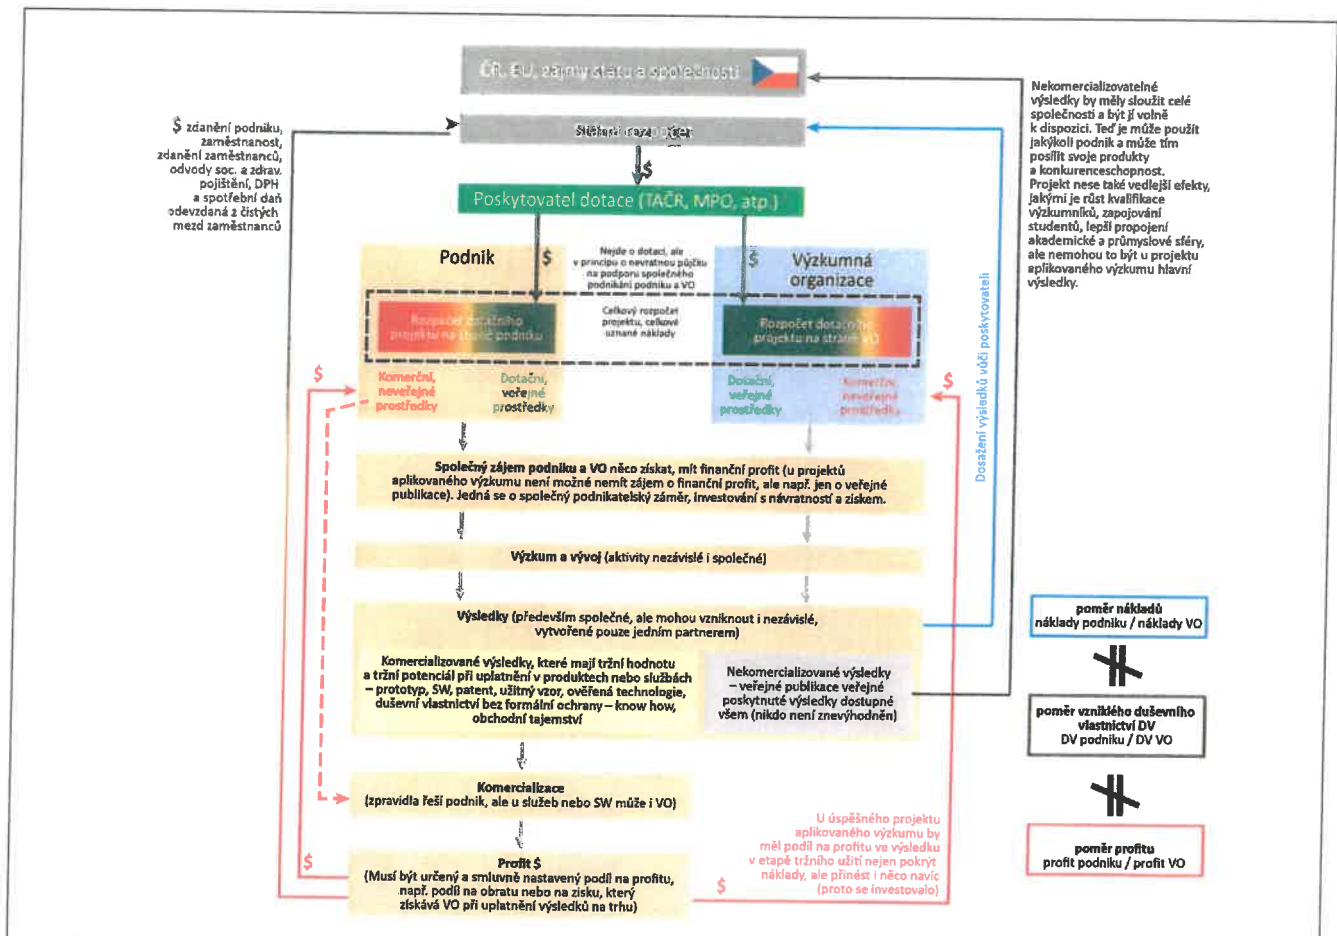 ČR, EU, zájmy státu a společnosti
$ zdanění podniku,
zaměstnanost,
zdanění zaměstnanců,
odvody soc. a zdrav.
pojištění, DPH
a spotřební daň
odevzdaná z čistých
mezd zaměstnanců
$
Poskytovatel dotace (TAČR, MPO, atp.)
Nekomercializovatelné
výsledky by měly sloužit celé
společnosti a být jí volně
k dispozici. Teď je může použít
jakýkoli podnik a může tím
posílit svoje produkty
a konkurenceschopnost.
Projekt nese také vedlejší efekty,
jakými je růst kvalifikace
výzkumníků, zapojování
studentů, lepší propojení
akademické a průmyslové sféry,
ale nemohou to být u projektu
aplikovaného výzkumu hlavní
výsledky.
Podnik
$
Nejde o dotaci, ale
v principu o nevratnou půjčku
na podporu společného
podnikání podniku a VO
$
Výzkumná
organizace
Rozpočet dotačního
projektu na straně podniku
Celkový rozpočet
projektu, celkové
uznané náklady
Rozpočet dotačního
projektu na straně VO
$
Komerční,
neveřejné
prostředky
Dotační,
veřejné
prostředky
Dotační,
veřejné
prostředky
Komerční,
neveřejné
prostředky
$
Dosažení výsledků vůči poskytovateli
Společný zájem podniku a VO něco získat, mít finanční profit (u projektů
aplikovaného výzkumu není možné nemít zájem o finanční profit, ale např. jen o veřejné
publikace). Jedná se o společný podnikatelský záměr, investování s návratností a ziskem.
Výzkum a vývoj (aktivity nezávislé i společné)
Výsledky (především společné, ale mohou vzniknout i nezávislé,
vytvořené pouze jedním partnerem)
Komercializované výsledky, které mají tržní hodnotu
a tržní potenciál při uplatnění v produktech nebo službách
– prototyp, SW, patent, užitný vzor, ověřená technologie,
duševní vlastnictví bez formální ochrany – know how,
obchodní tajemství
Nekomercializované výsledky
– veřejné publikace veřejné
poskytnuté výsledky dostupné
všem (nikdo není znevýhodněn)
poměr nákladů
náklady podniku / náklady VO
poměr vzniklého duševního
vlastnictví DV
DV podniku / DV VO
poměr profitu
profit podniku / profit VO
Komercializace
(zpravidla řeší podnik, ale u služeb nebo SW může i VO)
U úspěšného projektu
aplikovaného výzkumu by
měl podíl na profitu ve výsledku
v etapě tržního užití nejen pokrýt
náklady, ale přinést i něco navíc
(proto se investovalo)
$
Profit $
(Musí být určený a smluvně nastavený podíl na profitu,
např. podíl na obratu nebo na zisku, který
získává VO při uplatnění výsledků na trhu)
$